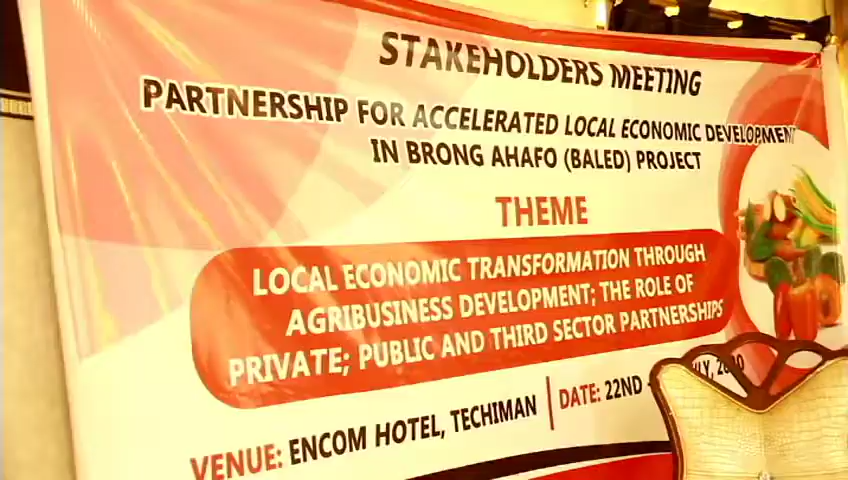 STAKEHOLDERS MEETING
PARTNERSHIP FOR ACCELERATED LOCAL ECONOMIC DEVELOPMENT
IN BRONG AHAFO (BALED) PROJECT
THEME
LOCAL ECONOMIC TRANSFORMATION THROUGH
AGRIBUSINESS DEVELOPMENT; THE ROLE OF
PRIVATE; PUBLIC AND THIRD SECTOR PARTNERSHIPS
VENUE: ENCOM HOTEL, TECHIMAN | DATE: 22ND -